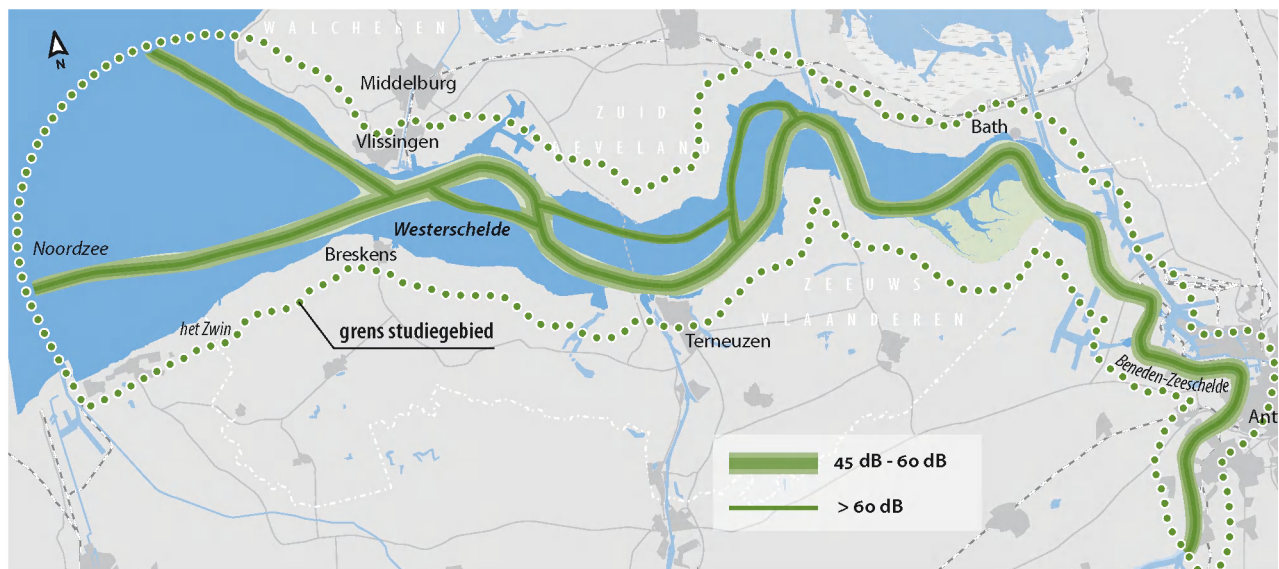 WALCHEREN
N
Middelburg
Vlissingen
ZUID
BEVELAND
Bath
Noordzee
Westerschelde
Breskens
het Zwin
grens studiegebied
ZEEUWS
VLAANDEREN
Terneuzen
Beneden-Zeeschelde
Ant
45 dB - 60 dB
> 60 dB